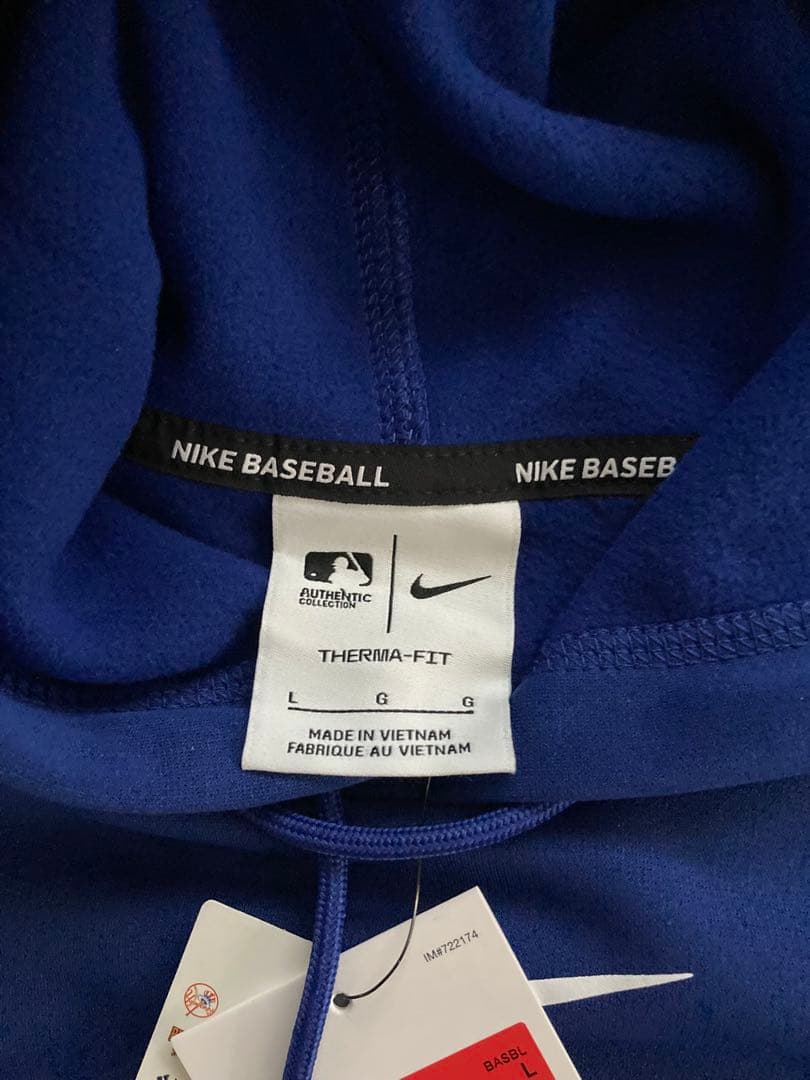 NIKE BASEBALL
NIKE BASEB
AUTHENTIC
COLLECTION
THERMA-FIT
L G G
MADE IN VIETNAM
FABRIQUE AU VIETNAM
IM#722174
BASBL
L